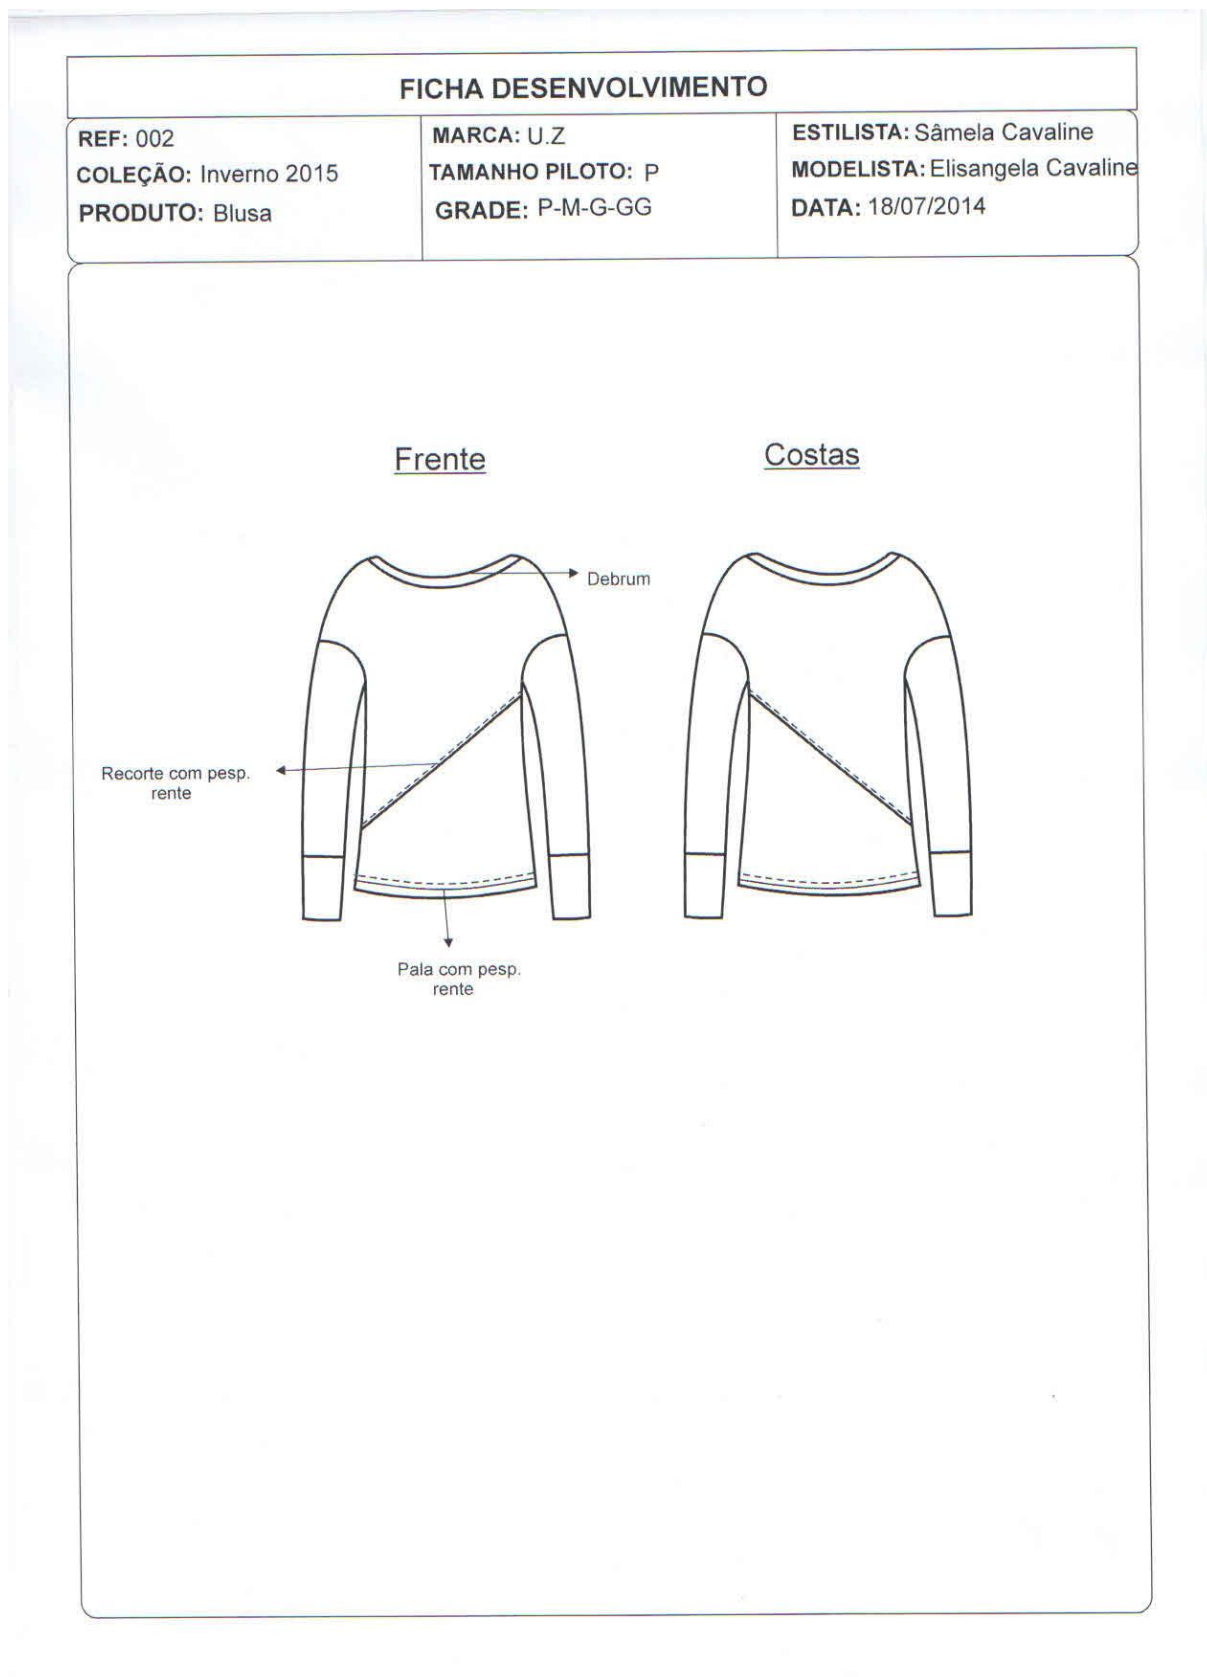 FICHA DESENVOLVIMENTO
REF: 002
COLEÇÃO: Inverno 2015
PRODUTO: Blusa
MARCA: U.Z
TAMANHO PILOTO: P
GRADE: P-M-G-GG
ESTILISTA: Sâmela Cavaline
MODELISTA: Elisangela Cavaline
DATA: 18/07/2014
Frente
Costas
Debrum
Recorte com pesp.
rente
Pala com pesp.
rente